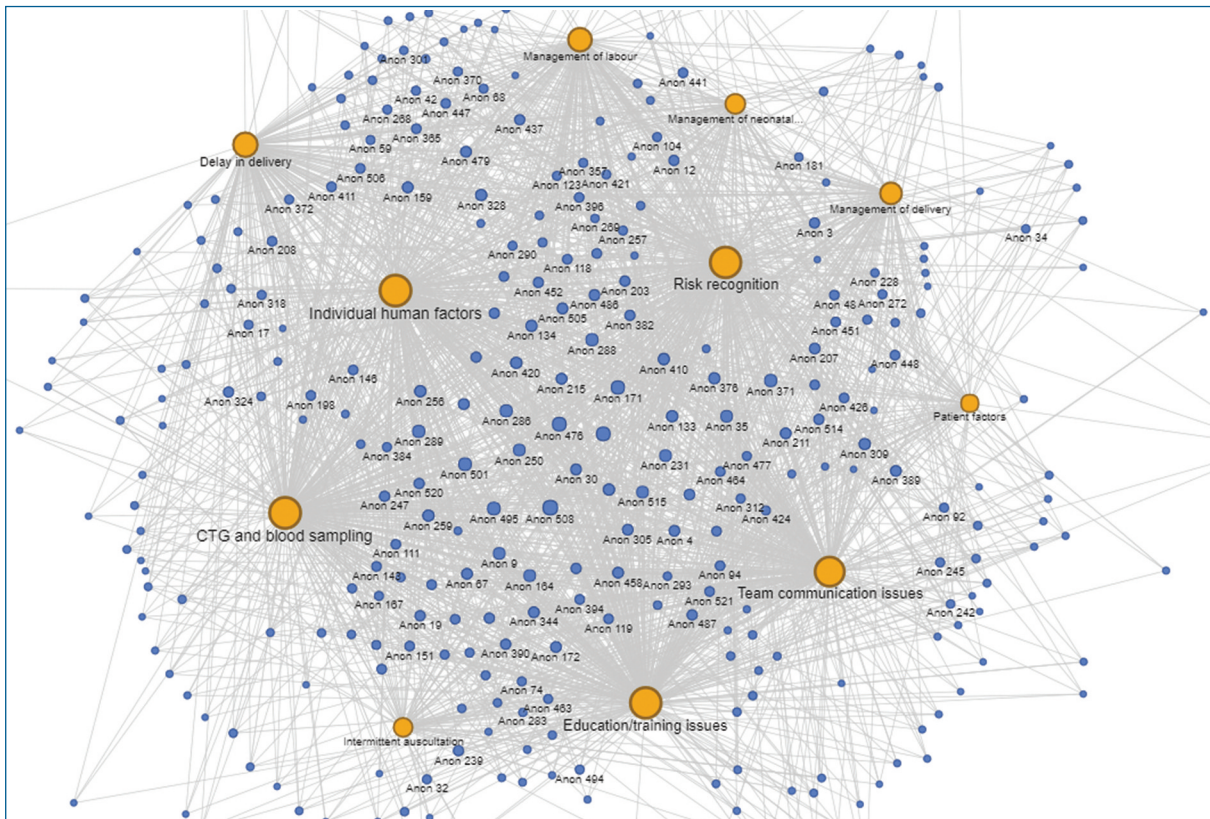 Anon 301
Management of labour
Anon 370
Anon 441
Anon 42
Anon 68
Anon 447
Anon 268
Management of neonatal...
Anon 437
Anon 365
Anon 59
Anon 104
Delay in delivery
Anon 479
Anon 12
Anon 181
Anon 357
Anon 506
Anon 123
Anon 421
Anon 411
Anon 159
Anon 372
Anon 328
Anon 396
Management of delivery
Anon 269
Anon 3
Anon 34
Anon 257
Anon 208
Anon 290
Anon 118
Risk recognition
Anon 228
Anon 452
Anon 203
Anon 318
Anon 486
Anon 48
Anon 272
Individual human factors
Anon 505
Anon 382
Anon 17
Anon 134
Anon 451
Anon 288
Anon 207
Anon 448
Anon 420
Anon 410
Anon 146
Anon 215
Anon 376
Anon 371
Anon 324
Anon 198
Anon 256
Anon 171
Anon 426
Patient factors
Anon 286
Anon 133
Anon 35
Anon 514
Anon 476
Anon 289
Anon 211
Anon 309
Anon 384
Anon 250
Anon 231
Anon 477
Anon 501
Anon 30
Anon 464
Anon 389
Anon 520
Anon 247
Anon 515
Anon 312
Anon 424
Anon 92
Anon 259
Anon 495
Anon 508
CTG and blood sampling
Anon 305
Anon 4
Anon 111
Anon 9
Anon 245
Anon 143
Anon 67
Anon 164
Anon 458
Anon 293
Anon 94
Team communication issues
Anon 167
Anon 394
Anon 521
Anon 242
Anon 19
Anon 344
Anon 119
Anon 487
Anon 151
Anon 390
Anon 172
Anon 74
Anon 463
Anon 283
Education/training issues
Intermittent auscultation
Anon 239
Anon 494
Anon 32